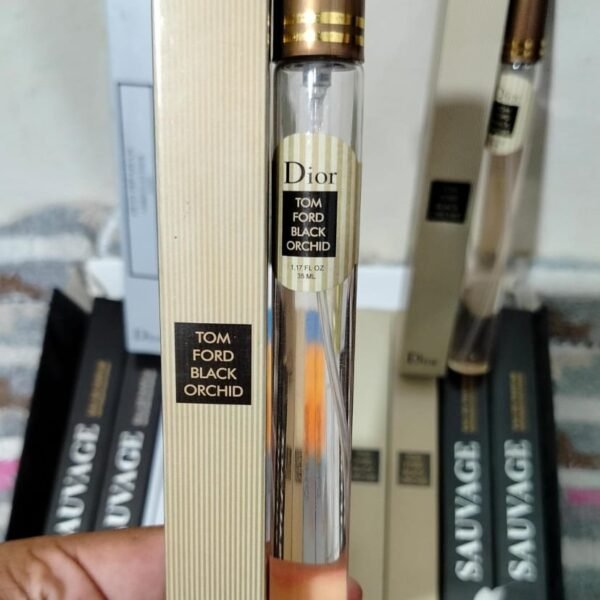 TOM
FORD
BLACK
ORCHID
Dior
TOM
FORD
BLACK
ORCHID
1.17 FL OZ
35 ML
Dior
Dior
SAUVAGE
SAUVAGE
SAUVAGE
SAUVAGE